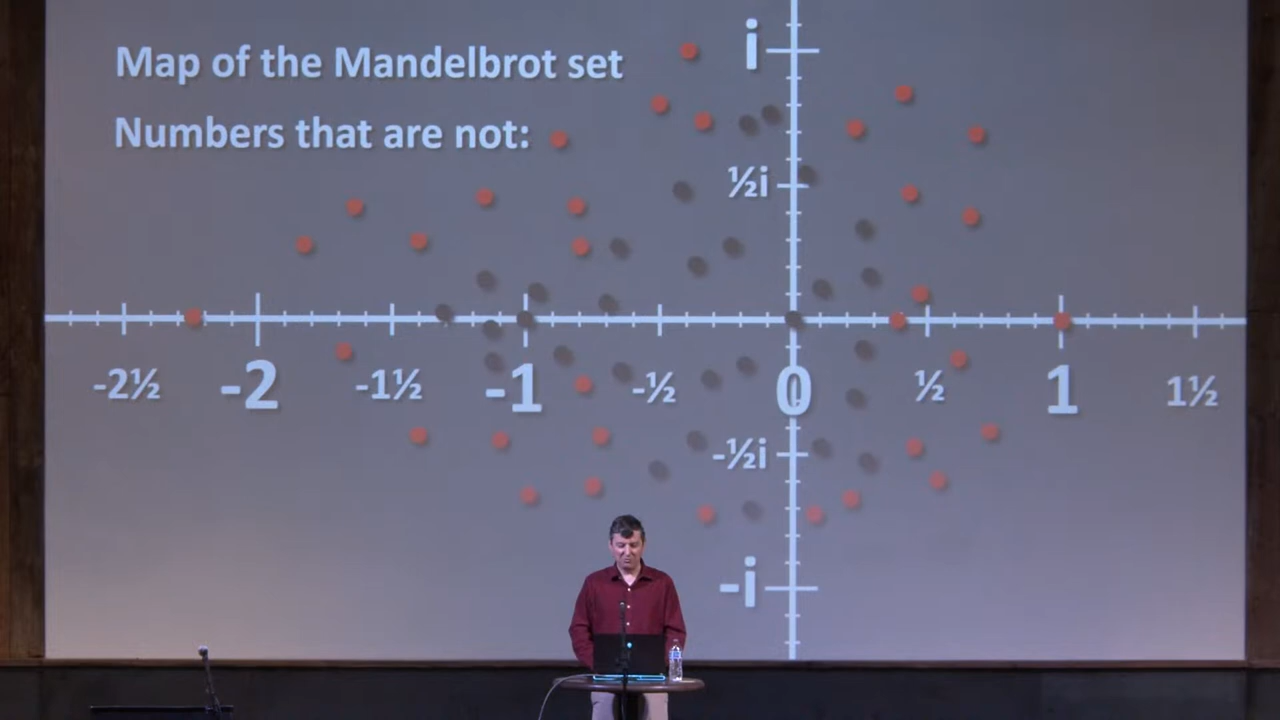 Map of the Mandelbrot set
Numbers that are not:
i
½i
-2½ -2 -1½ -1 -½ 0 ½ 1 1½
-½i
-i